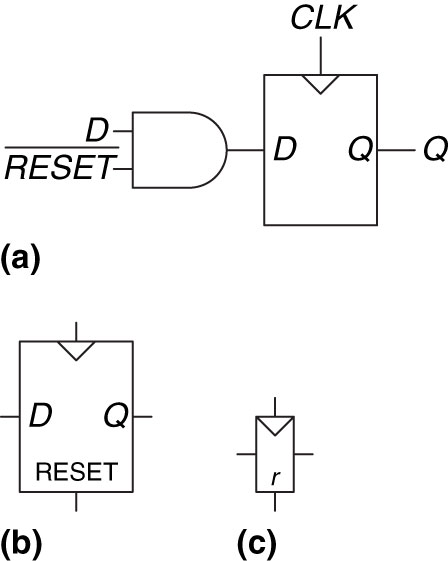 CLK
D
RESET
D Q Q
(a)
D Q
RESET
r
(b)
(c)